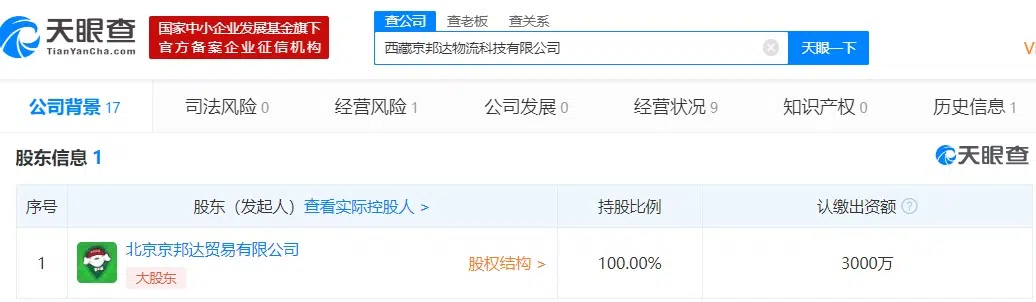 天眼查
TianYanCha.com
国家中小企业发展基金旗下
官方备案企业征信机构
查公司 查老板 查关系
西藏京邦达物流科技有限公司
天眼一下
V
公司背景 17 司法风险 0 经营风险 1 公司发展 0 经营状况 9 知识产权 0 历史信息 1
股东信息 1
天眼查
序号 股东（发起人） 查看实际控股人 > 持股比例 认缴出资额 ?
1 北京京邦达贸易有限公司 股权结构 > 100.00% 3000万
大股东